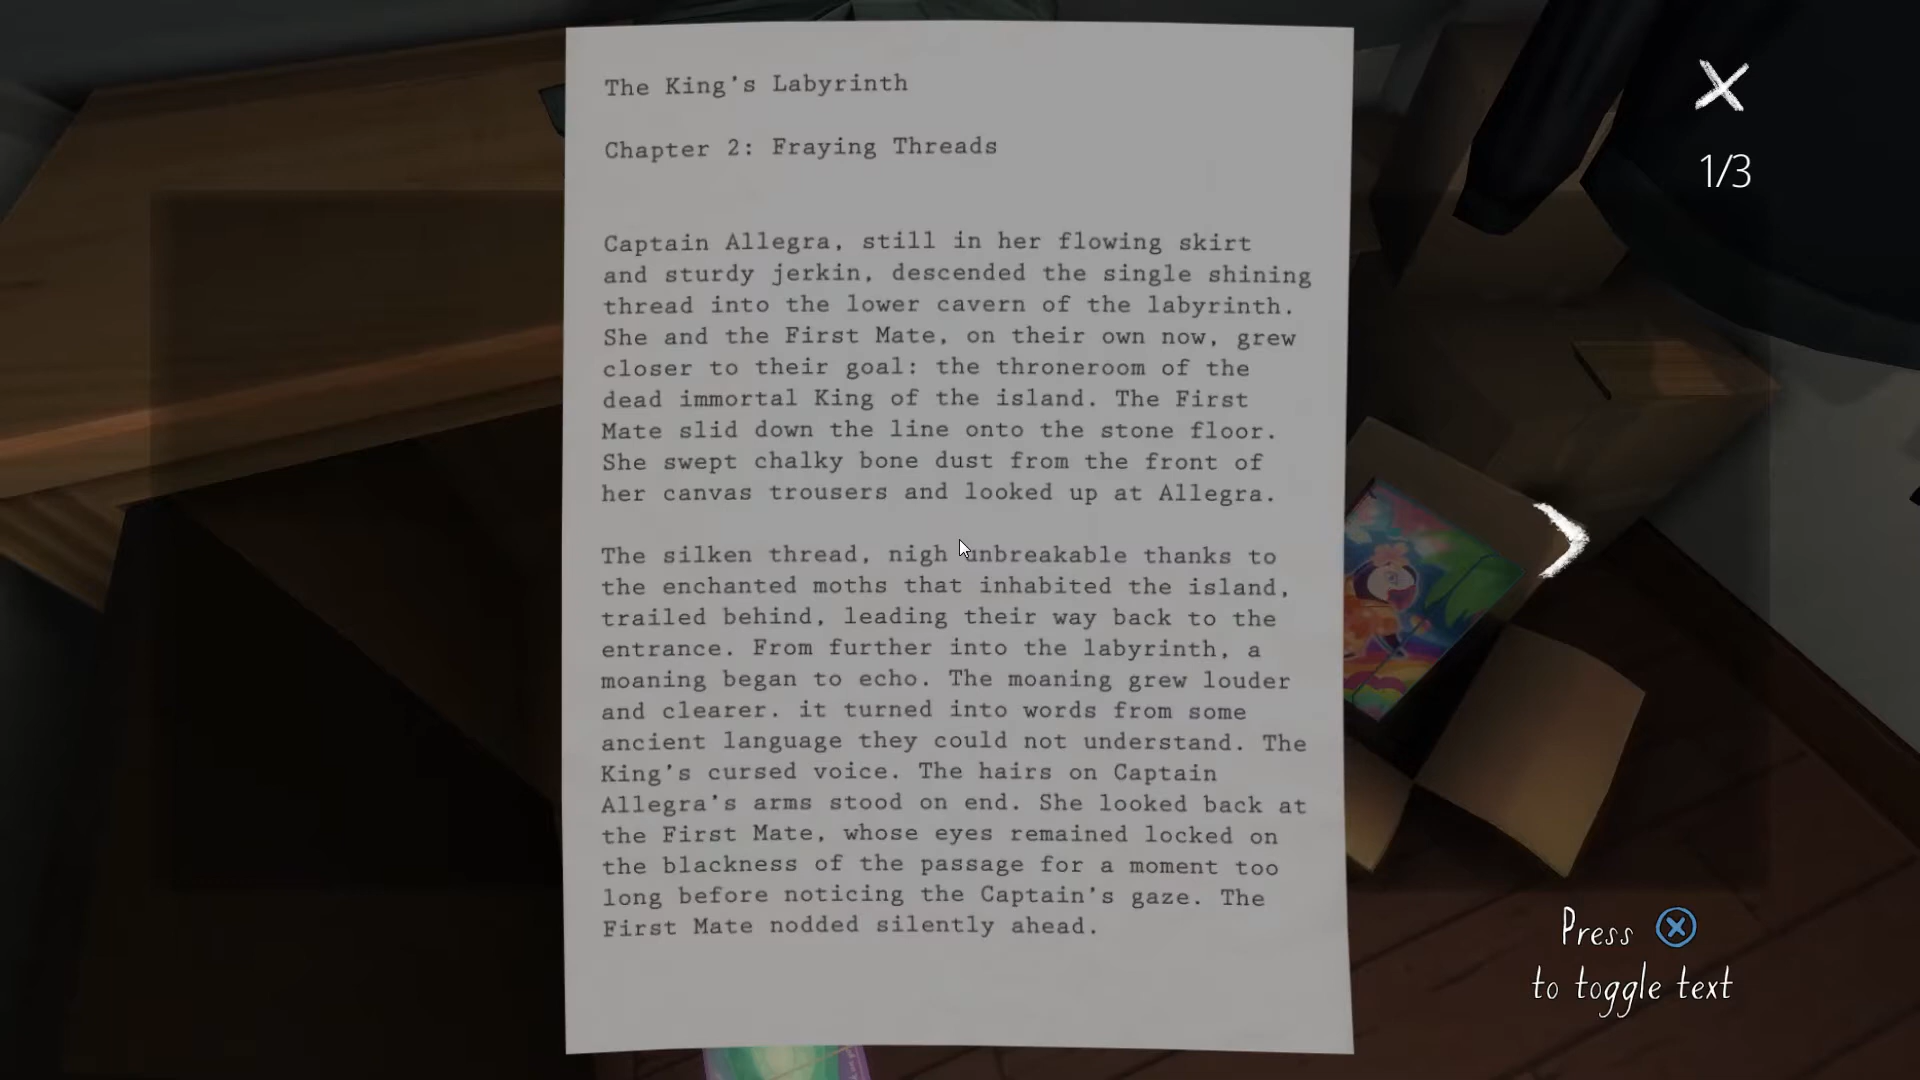 The King's Labyrinth
Chapter 2: Fraying Threads
Captain Allegra, still in her flowing skirt
and sturdy jerkin, descended the single shining
thread into the lower cavern of the labyrinth.
She and the First Mate, on their own now, grew
closer to their goal: the throneroom of the
dead immortal King of the island. The First
Mate slid down the line onto the stone floor.
She swept chalky bone dust from the front of
her canvas trousers and looked up at Allegra.
The silken thread, nigh unbreakable thanks to
the enchanted moths that inhabited the island,
trailed behind, leading their way back to the
entrance. From further into the labyrinth, a
moaning began to echo. The moaning grew louder
and clearer. it turned into words from some
ancient language they could not understand. The
King's cursed voice. The hairs on Captain
Allegra's arms stood on end. She looked back at
the First Mate, whose eyes remained locked on
the blackness of the passage for a moment too
long before noticing the Captain's gaze. The
First Mate nodded silently ahead.
1/3
Press
to toggle text